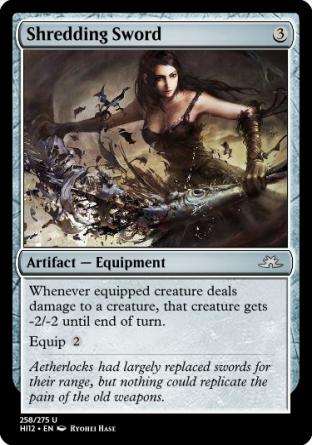 Shredding Sword 3
Artifact — Equipment
Whenever equipped creature deals
damage to a creature, that creature gets
-2/-2 until end of turn.
Equip 2
Aetherlocks had largely replaced swords for
their range, but nothing could replicate the
pain of the old weapons.
258/275 U
HI12 • EN Ryohei Hase